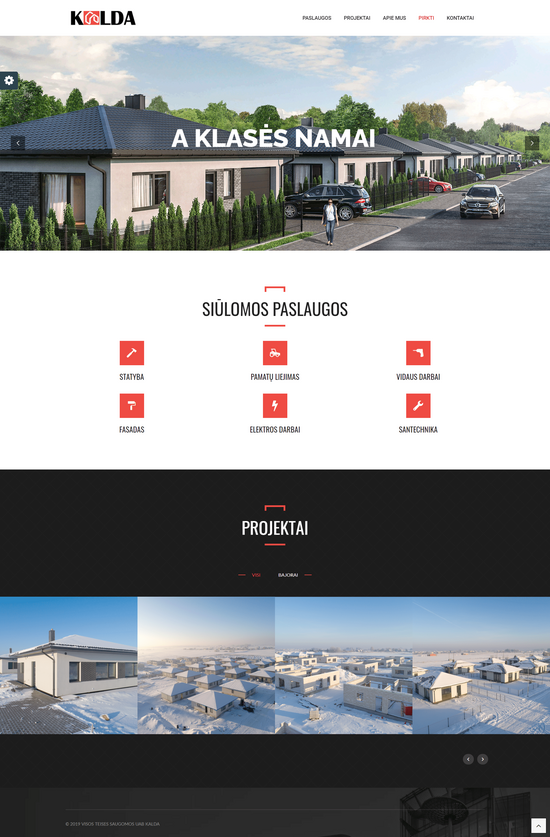 KALDA
PASLAUGOS PROJEKTAI APIE MUS PIRKTI KONTAKTAI
A KLASĖS NAMAI
SIŪLOMOS PASLAUGOS
STATYBA PAMATŲ LIEJIMAS VIDAUS DARBAI
FASADAS ELEKTROS DARBAI SANTECHNIKA
PROJEKTAI
VISI BAJORAI
© 2019 VISOS TEISĖS SAUGOMOS UAB KALDA